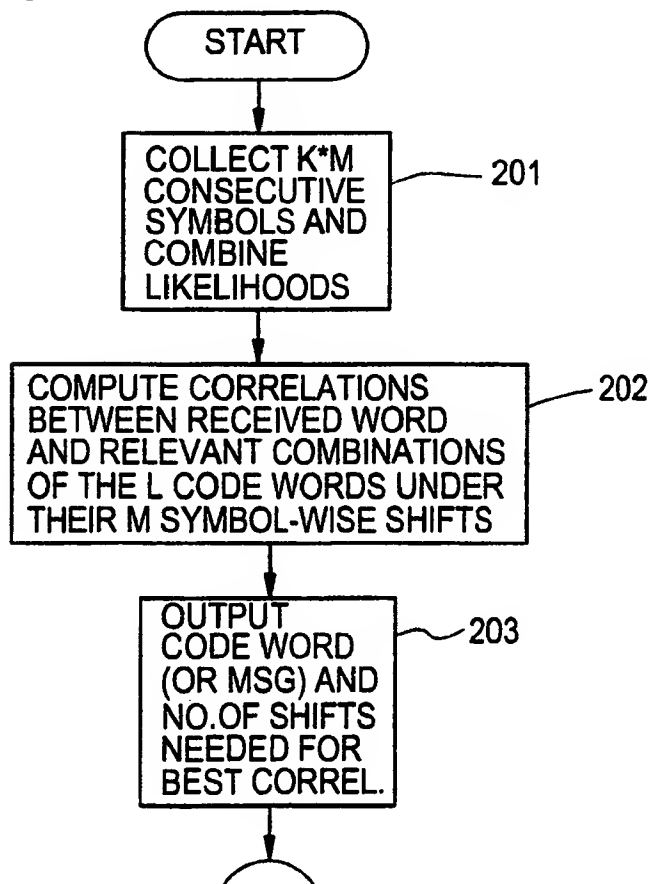 START
COLLECT K*M
CONSECUTIVE
SYMBOLS AND
COMBINE
LIKELIHOODS
201
COMPUTE CORRELATIONS
BETWEEN RECEIVED WORD
AND RELEVANT COMBINATIONS
OF THE L CODE WORDS UNDER
THEIR M SYMBOL-WISE SHIFTS
202
OUTPUT
CODE WORD
(OR MSG) AND
NO.OF SHIFTS
NEEDED FOR
BEST CORREL.
203